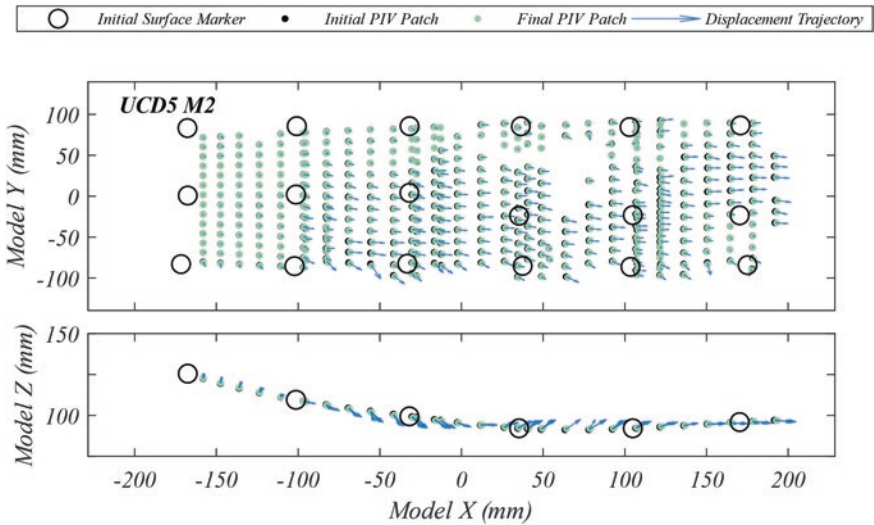 Initial Surface Marker Initial PIV Patch Final PIV Patch Displacement Trajectory
UCD5 M2
Model Y (mm)
100
50
0
-50
-100
Model Z (mm)
150
100
-200 -150 -100 -50 0 50 100 150 200
Model X (mm)